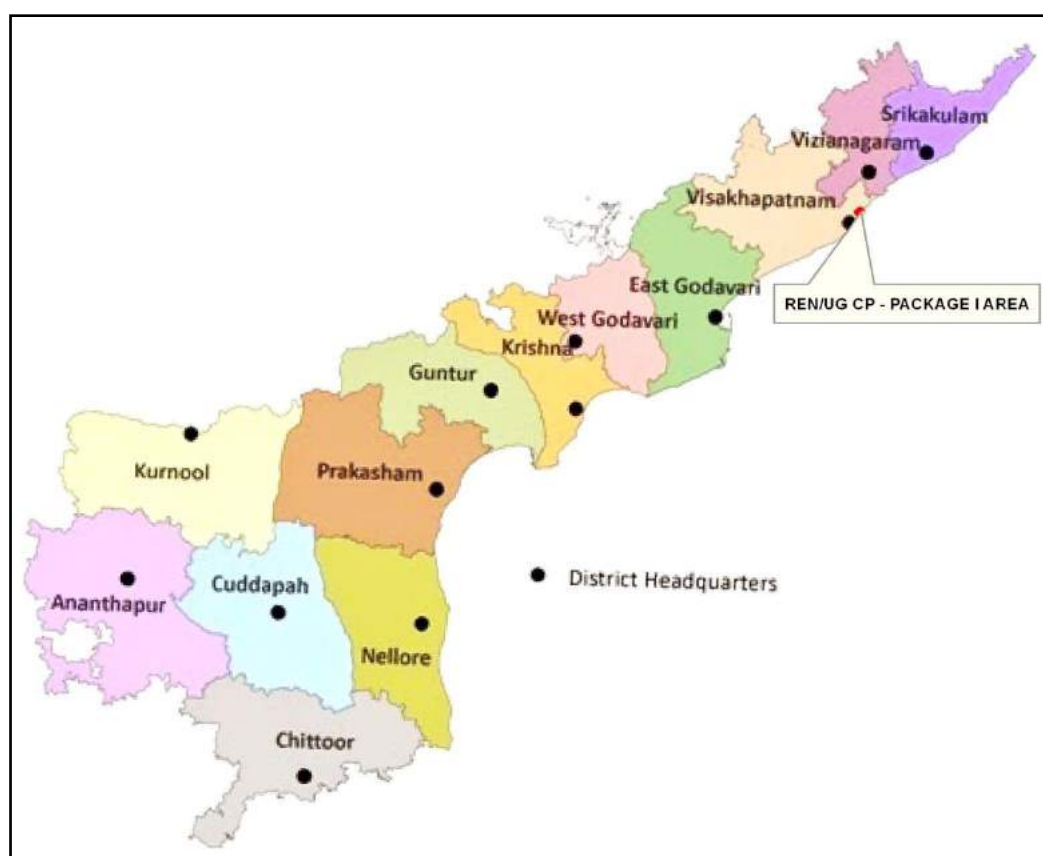 Srikakulam
Vizianagaram
Visakhapatnam
East Godavari
REN/UG CP - PACKAGE I AREA
West Godavari
Krishna
Guntur
Kurnool
Prakasham
District Headquarters
Cuddapah
Ananthapur
Nellore
Chittoor